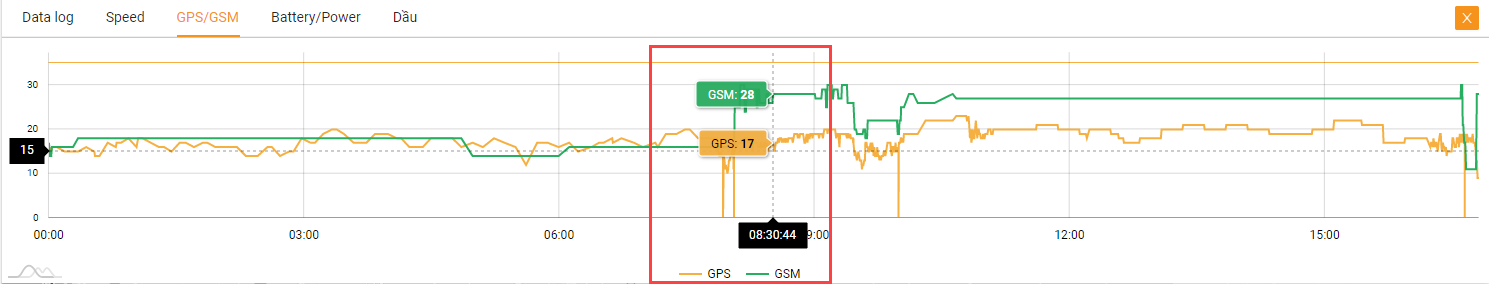 Data log Speed GPS/GSM Battery/Power Dầu X
30
GSM: 28
20
GPS: 17
15
10
0
00:00 03:00 06:00 08:30:44 9:00 12:00 15:00
GPS GSM